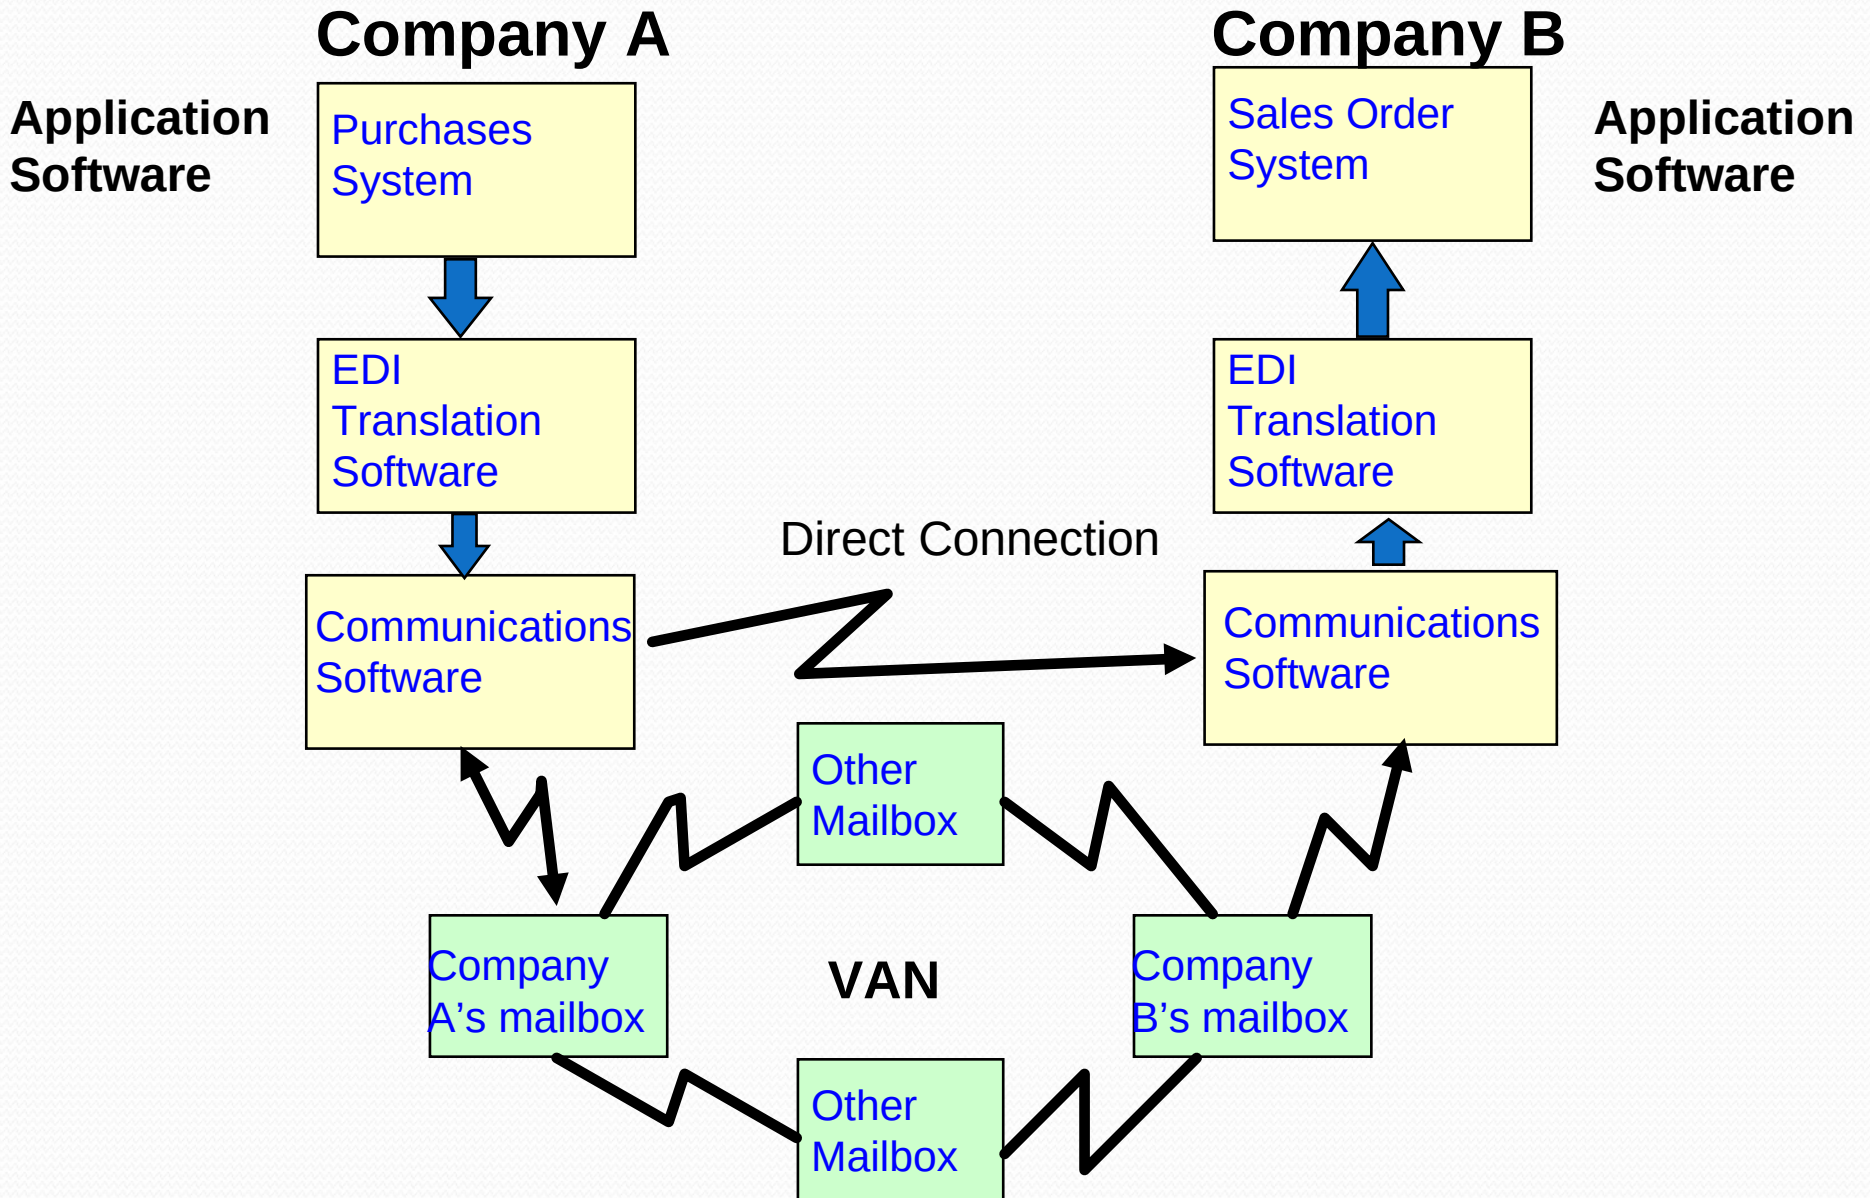 Company A
Company B
Application
Software
Purchases
System
Sales Order
System
Application
Software
EDI
Translation
Software
EDI
Translation
Software
Direct Connection
Communications
Software
Communications
Software
Other
Mailbox
Company
A’s mailbox
VAN
Company
B’s mailbox
Other
Mailbox